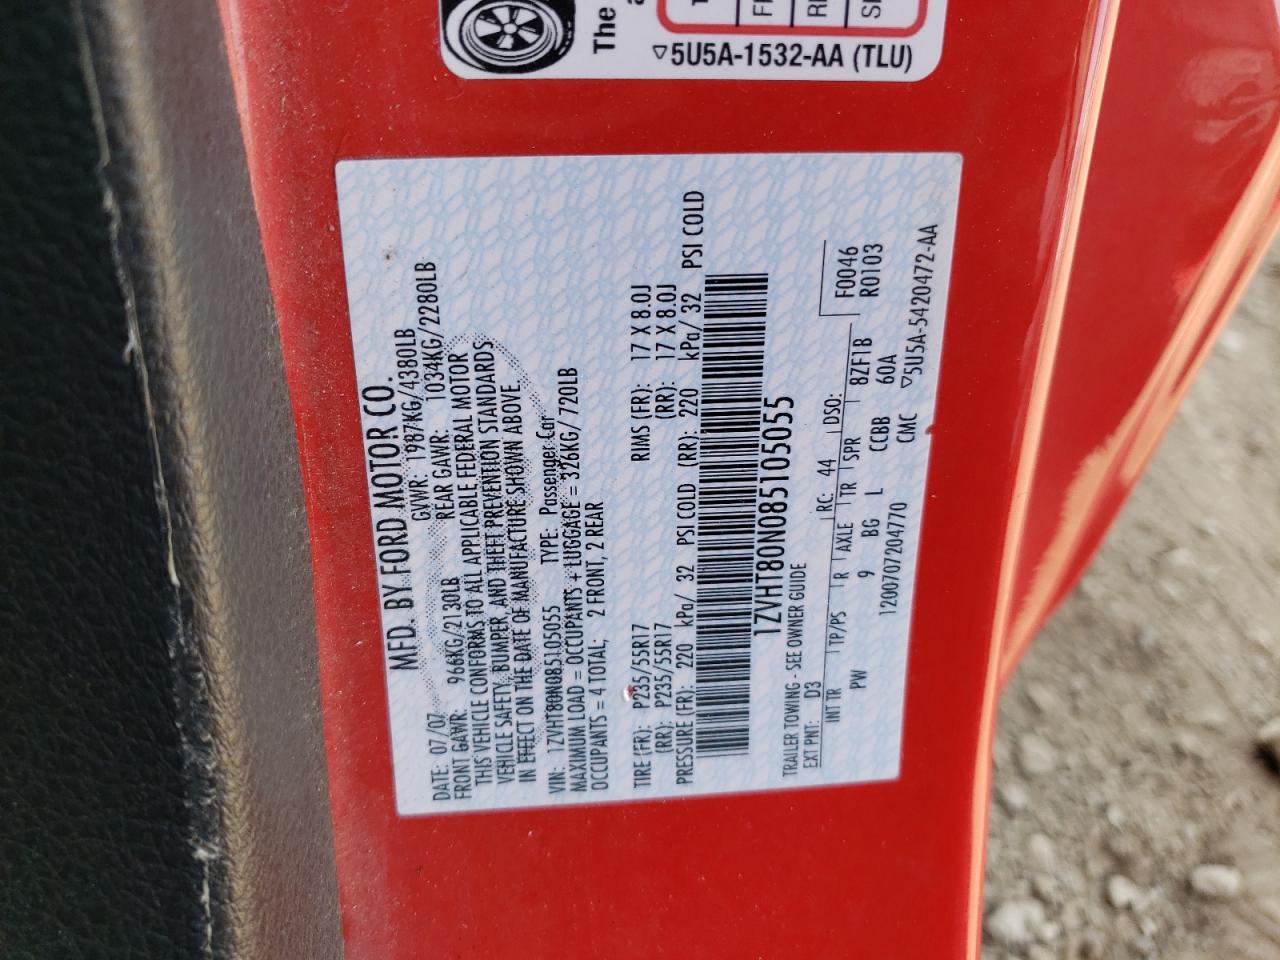 The
▽5U5A-1532-AA (TLU)
MFD. BY FORD MOTOR CO.
DATE: 07/07 GVWR: 1987KG/4380LB
FRONT GAWR: 966KG/2130LB REAR GAWR: 1034KG/2280LB
THIS VEHICLE CONFORMS TO ALL APPLICABLE FEDERAL MOTOR
VEHICLE SAFETY, BUMPER, AND THEFT PREVENTION STANDARDS
IN EFFECT ON THE DATE OF MANUFACTURE SHOWN ABOVE.
VIN: 1ZVHT80N085105055 TYPE: Passenger Car
MAXIMUM LOAD = OCCUPANTS + LUGGAGE = 326KG/720LB
OCCUPANTS = 4 TOTAL; 2 FRONT, 2 REAR
TIRE (FR): P235/55R17 RIMS (FR): 17 X 8.0J
(RR): P235/55R17 (RR): 17 X 8.0J
PRESSURE (FR): 220 kPa/ 32 PSI COLD (RR): 220 kPa/ 32 PSI COLD
1ZVHT80N085105055
TRAILER TOWING - SEE OWNER GUIDE
EXT PNT: D3 RC: 44 DSO: F0046
R0103
INT TR TP/PS R AXLE TR SPR 8ZF1B
PW 9 BG L CCBB 60A
120070707204770 CMC ▽5U5A-5420472-AA